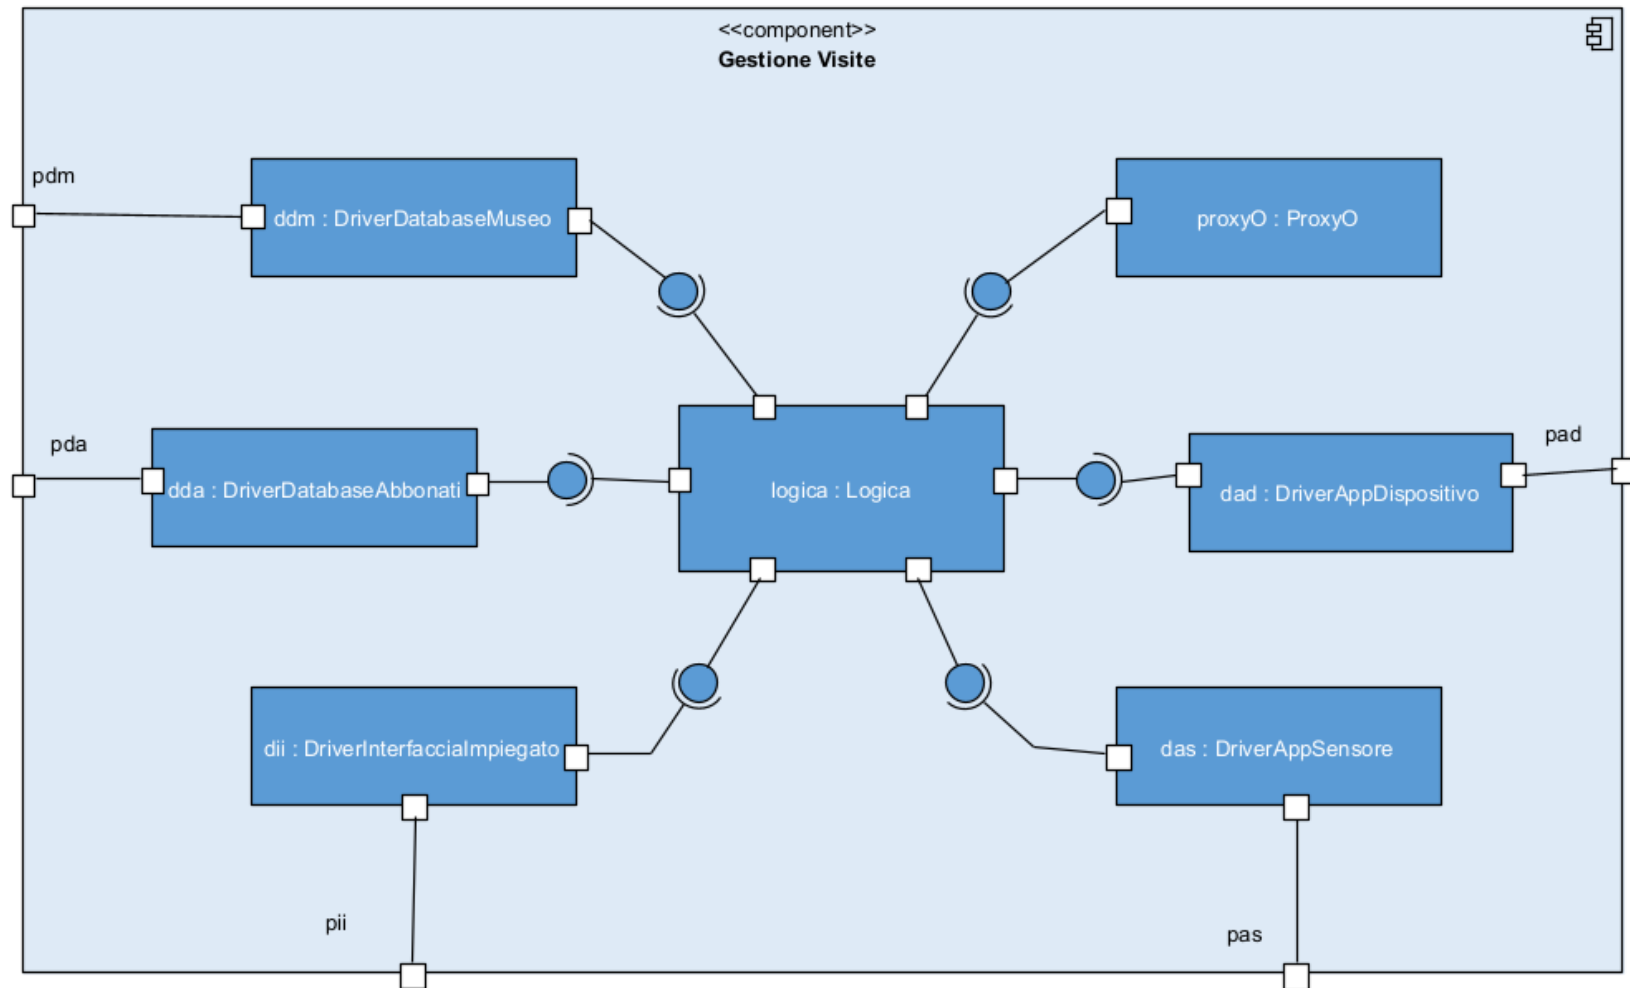 <<component>>
Gestione Visite
pdm
ddm : DriverDatabaseMuseo
proxyO : ProxyO
pda
dda : DriverDatabaseAbbonati
logica : Logica
dad : DriverAppDispositivo
pad
dii : DriverInterfacciaImpiegato
das : DriverAppSensore
pii
pas